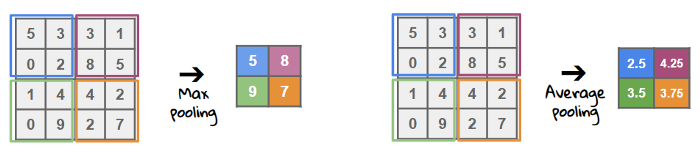 5 3 3 1
0 2 8 5
1 4 4 2
0 9 2 7
Max
pooling
5 8
9 7
5 3 3 1
0 2 8 5
1 4 4 2
0 9 2 7
Average
pooling
2.5 4.25
3.5 3.75